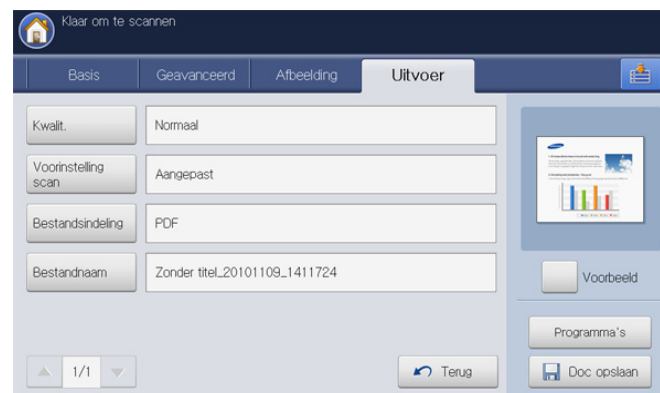 Klaar om te scannen
Basis
Geavanceerd
Afbeelding
Uitvoer
Kwalit.
Normaal
Voorinstelling
scan
Aangepast
Bestandsindeling
PDF
Bestandnaam
Zonder titel_20101109_1411724
Voorbeeld
Programma's
1/1
Terug
Doc opslaan